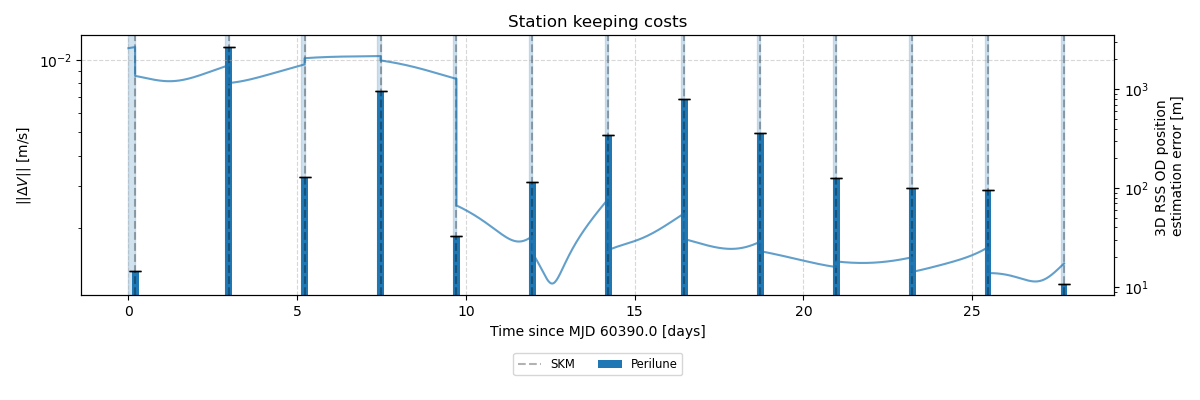 Station keeping costs
10⁻²
||ΔV|| [m/s]
10³
10²
10¹
3D RSS OD position
estimation error [m]
0 5 10 15 20 25
Time since MJD 60390.0 [days]
SKM Perilune